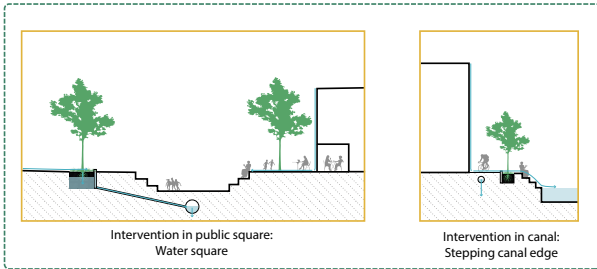 Intervention in public square:
Water square
Intervention in canal:
Stepping canal edge